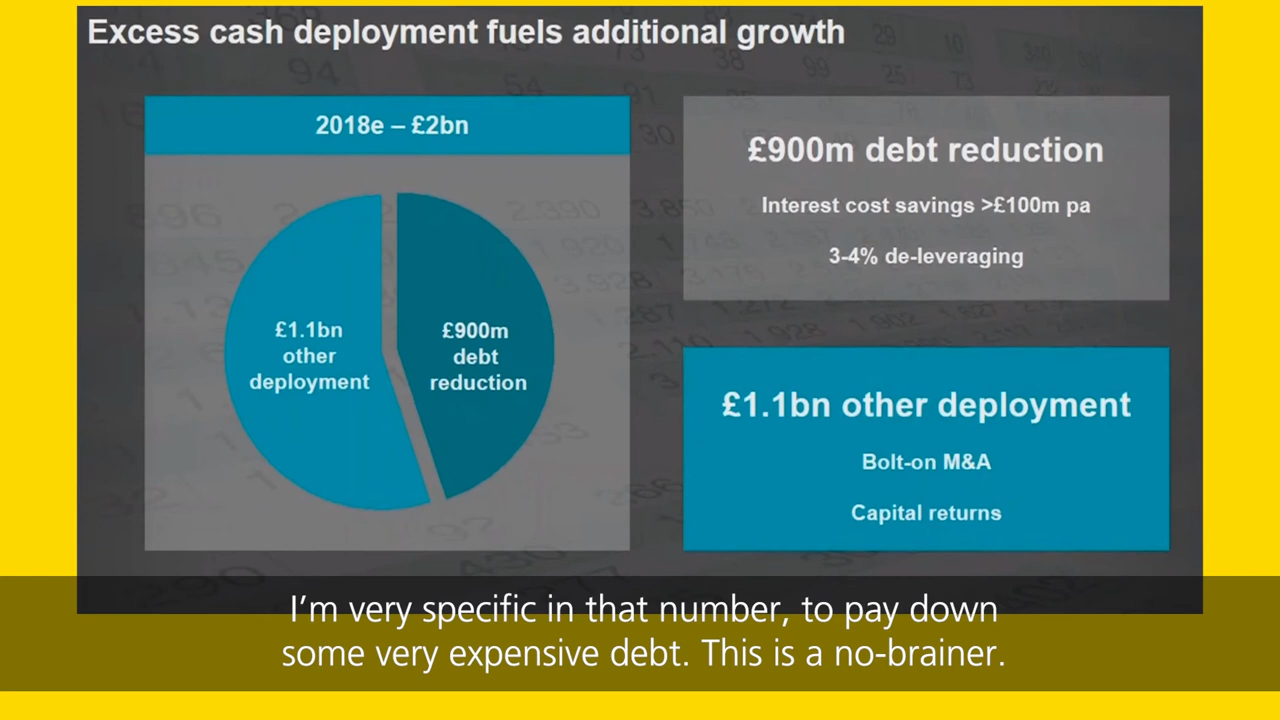 Excess cash deployment fuels additional growth
2018e – £2bn
£1.1bn
other
deployment
£900m
debt
reduction
£900m debt reduction
Interest cost savings >£100m pa
3-4% de-leveraging
£1.1bn other deployment
Bolt-on M&A
Capital returns
I’m very specific in that number, to pay down
some very expensive debt. This is a no-brainer.